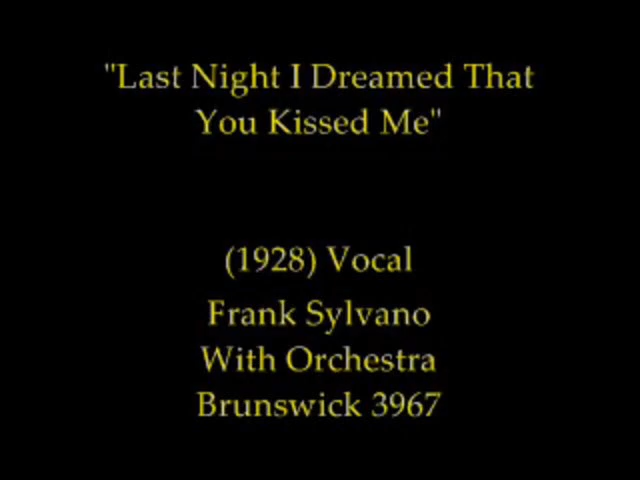 "Last Night I Dreamed That
You Kissed Me"
(1928) Vocal
Frank Sylvano
With Orchestra
Brunswick 3967